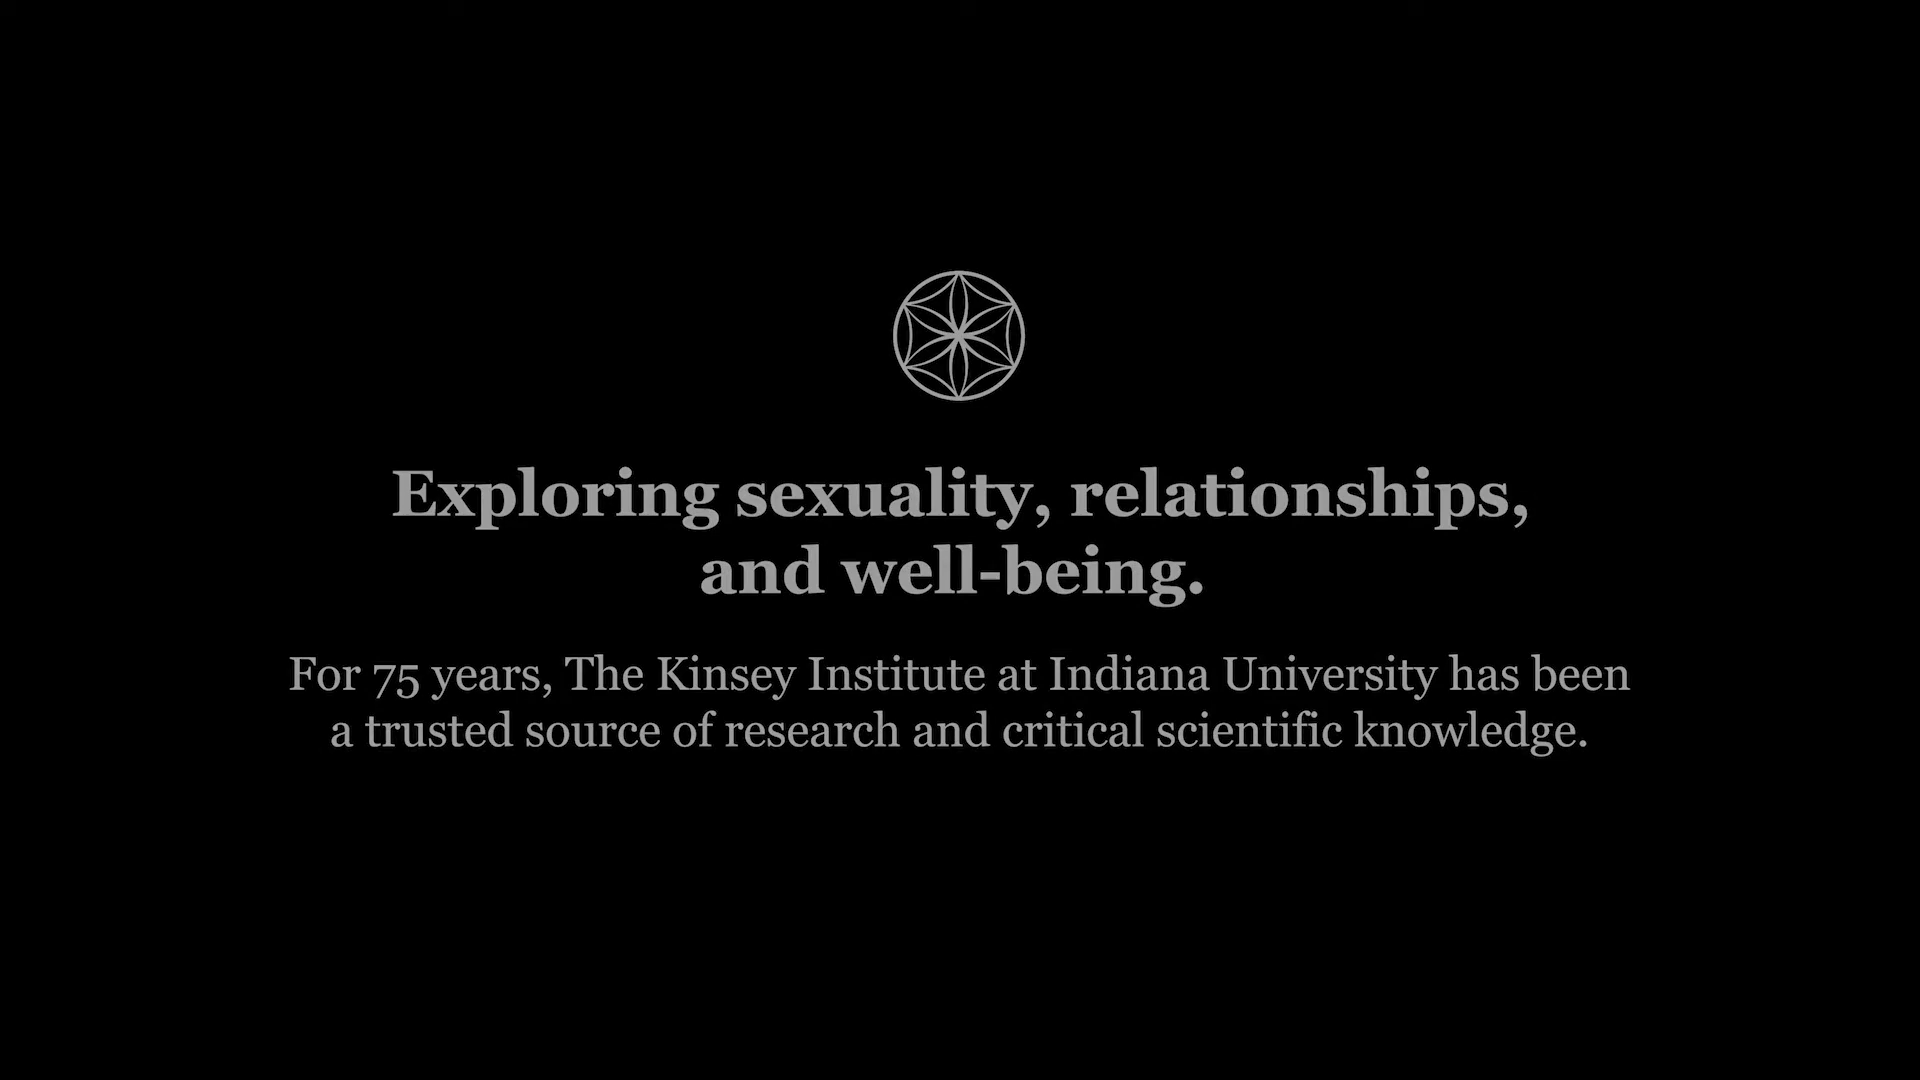 Exploring sexuality, relationships,
and well-being.
For 75 years, The Kinsey Institute at Indiana University has been
a trusted source of research and critical scientific knowledge.